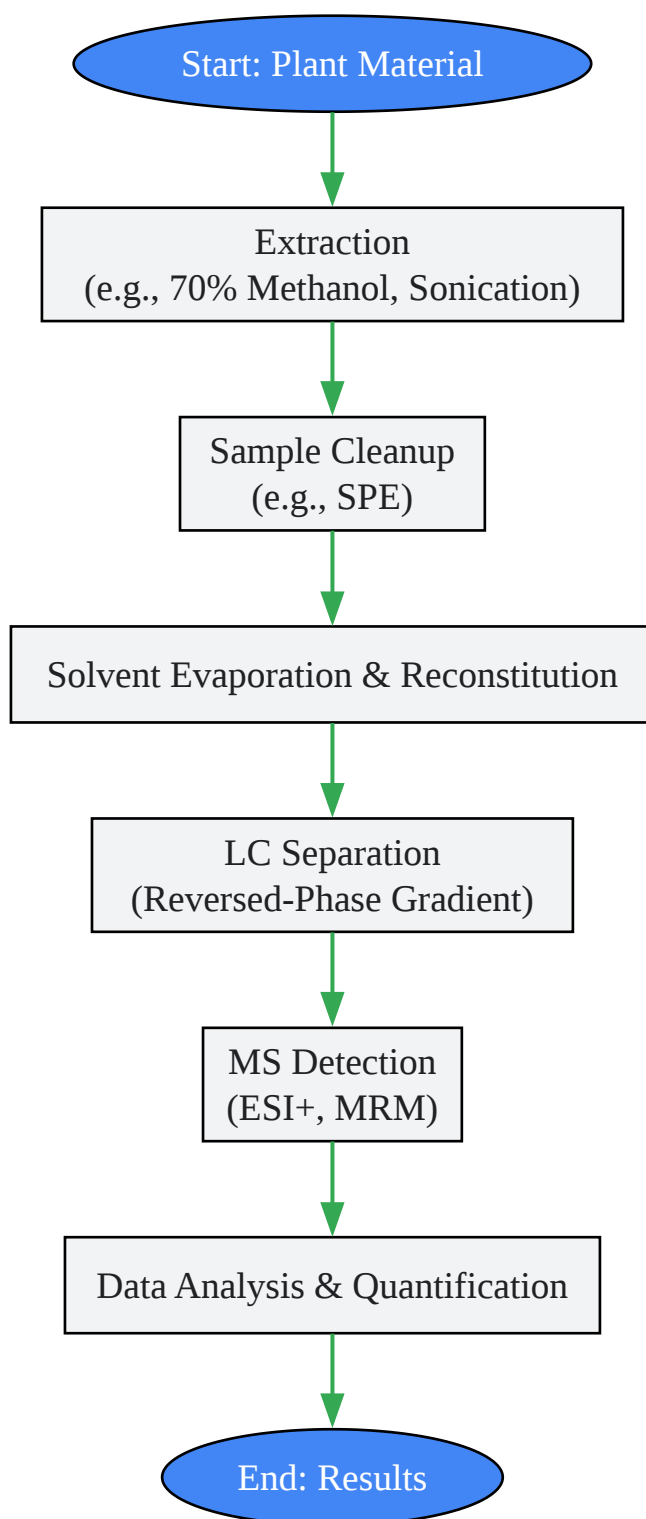 Start: Plant Material
Extraction
(e.g., 70% Methanol, Sonication)
Sample Cleanup
(e.g., SPE)
Solvent Evaporation & Reconstitution
LC Separation
(Reversed-Phase Gradient)
MS Detection
(ESI+, MRM)
Data Analysis & Quantification
End: Results